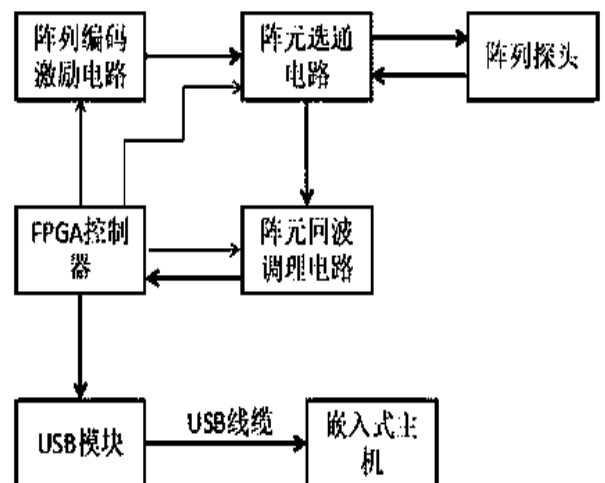 阵列编码
激励电路
阵元选通
电路
阵列探头
FPGA控制
器
阵元回波
调理电路
USB模块
USB线缆
嵌入式主
机